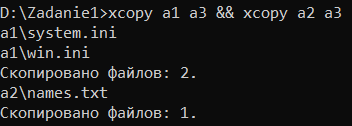 D:\Zadanie1>xcopy a1 a3 && xcopy a2 a3
a1\system.ini
a1\win.ini
Скопировано файлов: 2.
a2\names.txt
Скопировано файлов: 1.